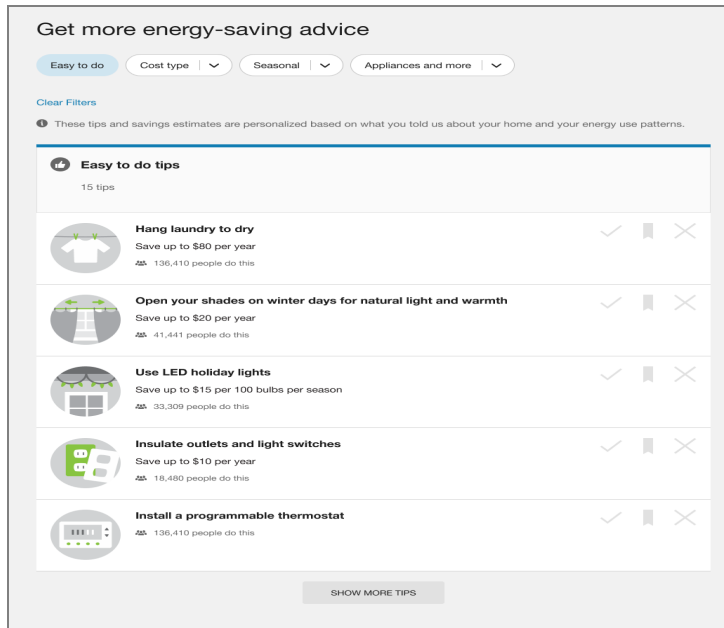 Get more energy-saving advice
Easy to do Cost type Seasonal Appliances and more
Clear Filters
These tips and savings estimates are personalized based on what you told us about your home and your energy use patterns.
Easy to do tips
15 tips
Hang laundry to dry
Save up to $80 per year
136,410 people do this
Open your shades on winter days for natural light and warmth
Save up to $20 per year
41,441 people do this
Use LED holiday lights
Save up to $15 per 100 bulbs per season
33,309 people do this
Insulate outlets and light switches
Save up to $10 per year
18,480 people do this
Install a programmable thermostat
136,410 people do this
SHOW MORE TIPS